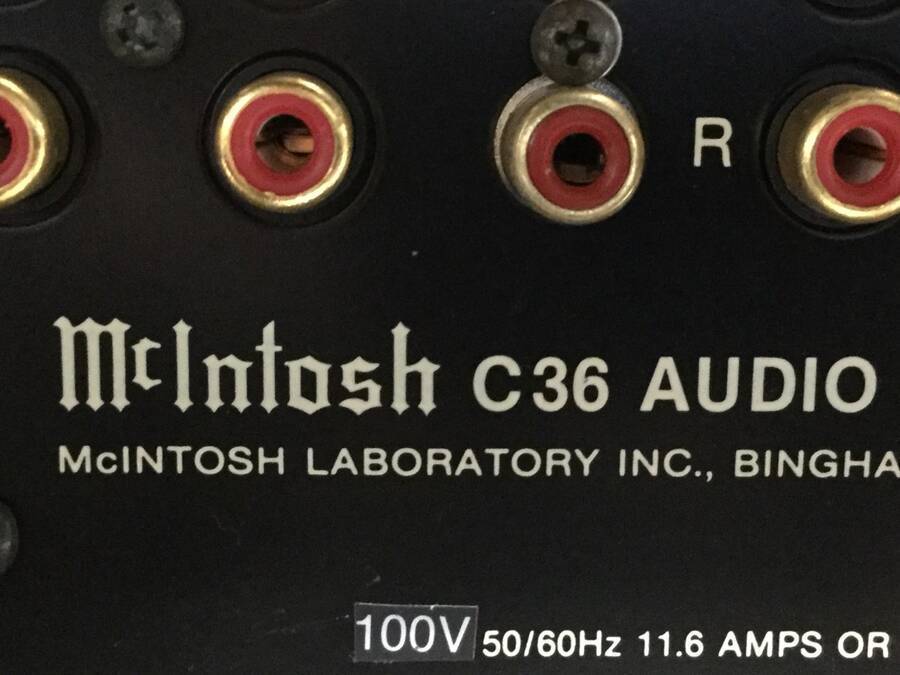 R
McIntosh C36 AUDIO
McINTOSH LABORATORY INC., BINGHA
100V 50/60Hz 11.6 AMPS OR